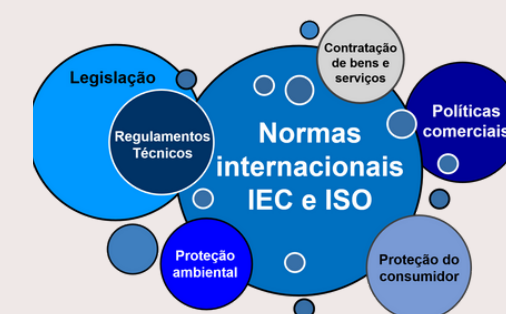 Contratação
de bens e
serviços
Legislação
Políticas
comerciais
Regulamentos
Técnicos
Normas
internacionais
IEC e ISO
Proteção
ambiental
Proteção do
consumidor